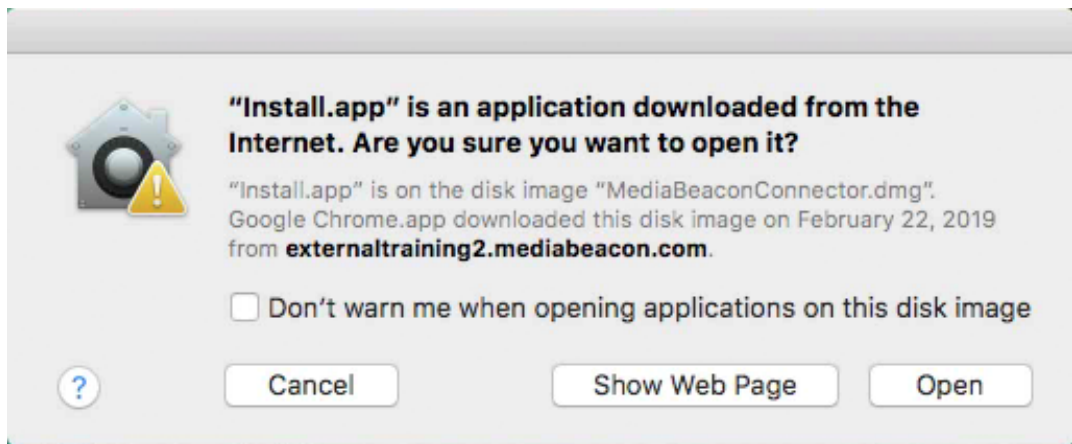 “Install.app” is an application downloaded from the
Internet. Are you sure you want to open it?
“Install.app” is on the disk image “MediaBeaconConnector.dmg”.
Google Chrome.app downloaded this disk image on February 22, 2019
from externaltraining2.mediabeacon.com.
Don’t warn me when opening applications on this disk image
? Cancel Show Web Page Open